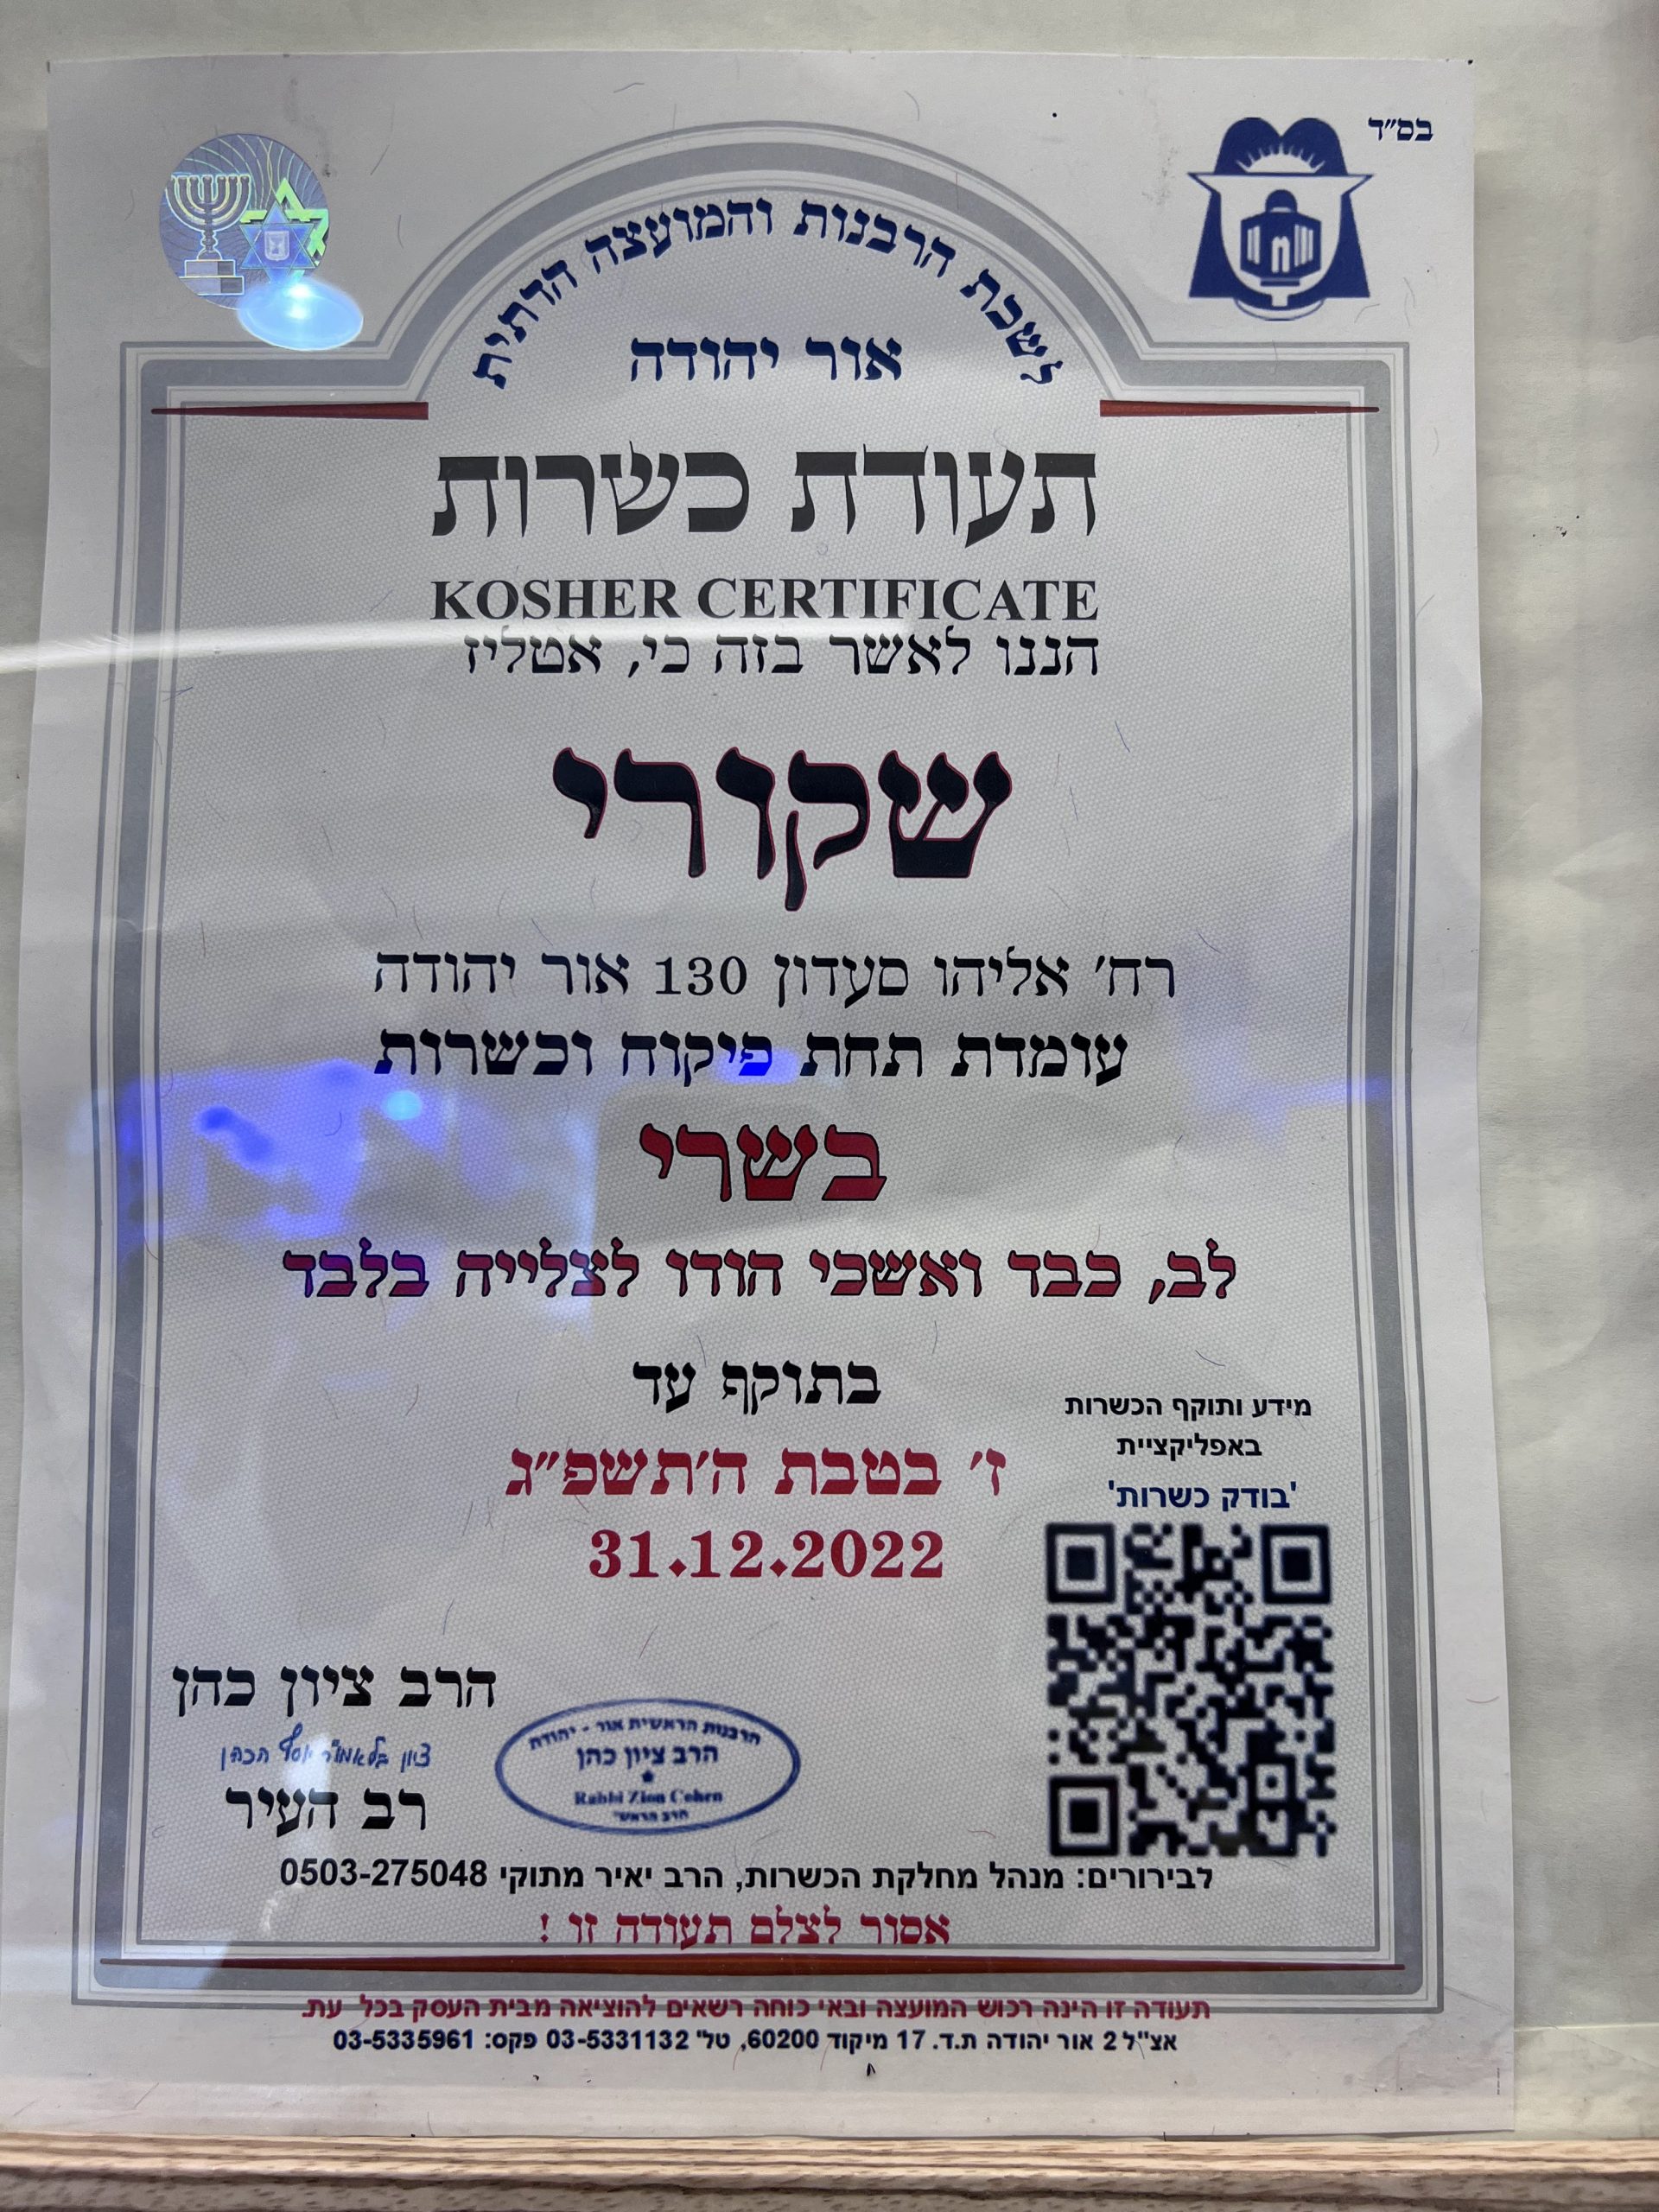 בס"ד
לשכת הרבנות והמועצה הדתית
אור יהודה
תעודת כשרות
KOSHER CERTIFICATE
הננו לאשר בזה כי, אטליז
שקורי
רח' אליהו סעדון 130 אור יהודה
עומדת תחת פיקוח וכשרות
בשרי
לב, כבד ואשכי הודו לצלייה בלבד
בתוקף עד
ז' בטבת ה'תשפ"ג
31.12.2022
מידע ותוקף הכשרות
באפליקציית
'בודק כשרות'
הרב ציון כהן
רב העיר
הרבנות הראשית אור - יהודה
הרב ציון כהן
Rabbi Zion Cohen
הרב הראשי
לבירורים: מנהל מחלקת הכשרות, הרב יאיר מתוקי 0503-275048
אסור לצלם תעודה זו !
תעודה זו הינה רכוש המועצה ובאי כוחה רשאים להוציאה מבית העסק בכל עת.
אצ"ל 2 אור יהודה ת.ד. 17 מיקוד 60200, טל' 03-5331132 פקס: 03-5335961